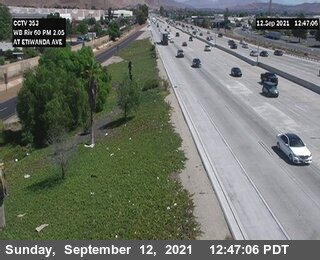 CCTV 353
WB Riv 60 PM 2.05
AT ETIWANDA AVE
12.Sep 2021
12:47:06
Sunday, September 12, 2021 12:47:06 PDT